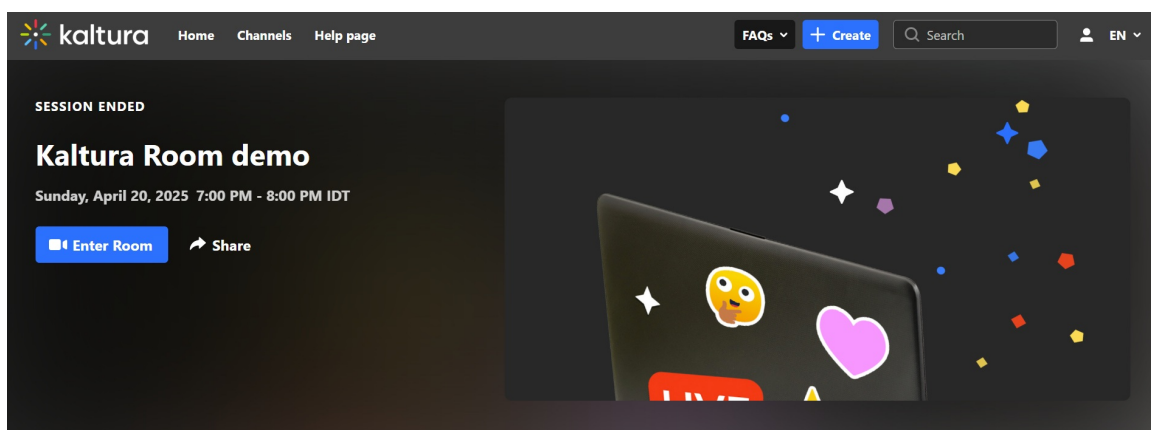 kaltura Home Channels Help page FAQs + Create Search EN
SESSION ENDED
Kaltura Room demo
Sunday, April 20, 2025 7:00 PM - 8:00 PM IDT
Enter Room Share
LIVE